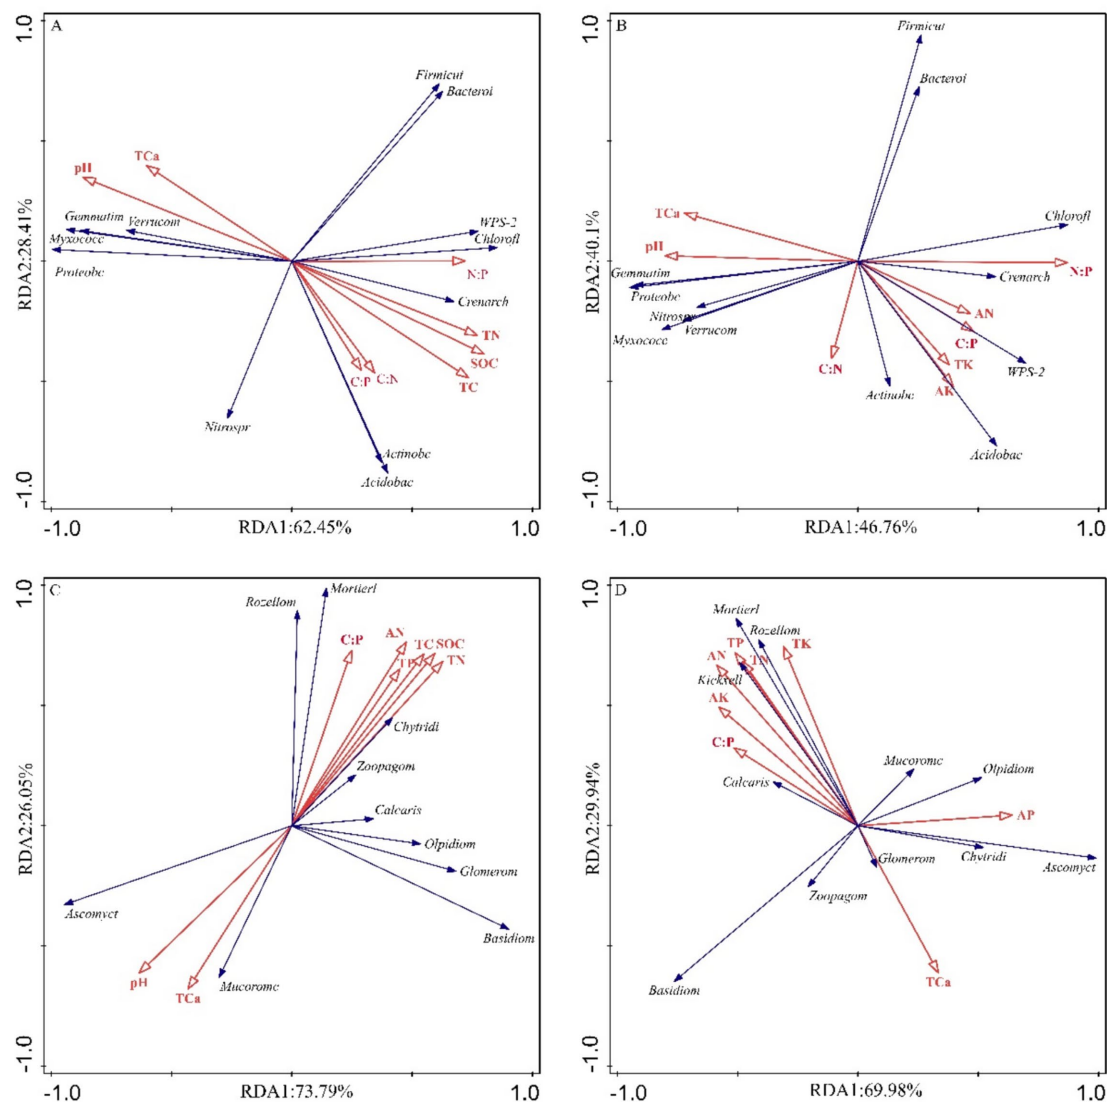 1.0
A
Firmicut
Bacteroi
TCa
pH
Gemmatim
Verrucom
WPS-2
Myxococc
Chlorofl
Proteobc
N:P
Crenarch
TN
SOC
C:P
C:N
TC
Nitrospr
Actinobc
Acidobac
RDA2:28.41%
-1.0
-1.0
RDA1:62.45%
1.0
1.0
B
Firmicut
Bacteroi
TCa
Chlorofl
pH
Gemmatim
Crenarch
N:P
Proteobc
Nitrospr
AN
Verrucom
Myxococc
C:P
C:N
TK
WPS-2
Actinobc
AK
Acidobac
RDA2:40.1%
-1.0
-1.0
RDA1:46.76%
1.0
1.0
C
Mortierl
Rozellom
C:P
AN
TC
SOC
TP
TN
Chytridi
Zoopagom
Calcaris
Olpidiom
Glomerom
Ascomyct
Basidiom
pH
TCa
Mucoromc
RDA2:26.05%
-1.0
-1.0
RDA1:73.79%
1.0
1.0
D
Mortierl
Rozellom
TP
TK
AN
TN
Kickxell
AK
C:P
Calcaris
Mucoromc
Olpidiom
AP
Glomerom
Chytridi
Ascomyct
Zoopagom
Basidiom
TCa
RDA2:29.94%
-1.0
-1.0
RDA1:69.98%
1.0